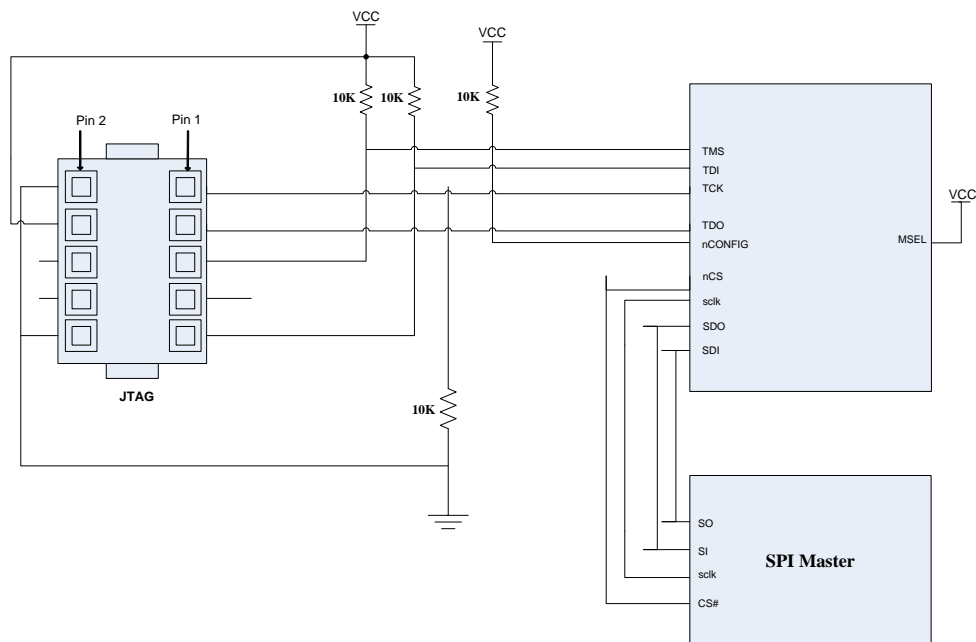 VCC
VCC
10K
10K
10K
Pin 2
Pin 1
TMS
TDI
TCK
TDO
nCONFIG
MSEL
VCC
nCS
sclk
SDO
SDI
JTAG
10K
SO
SI
sclk
CS#
SPI Master